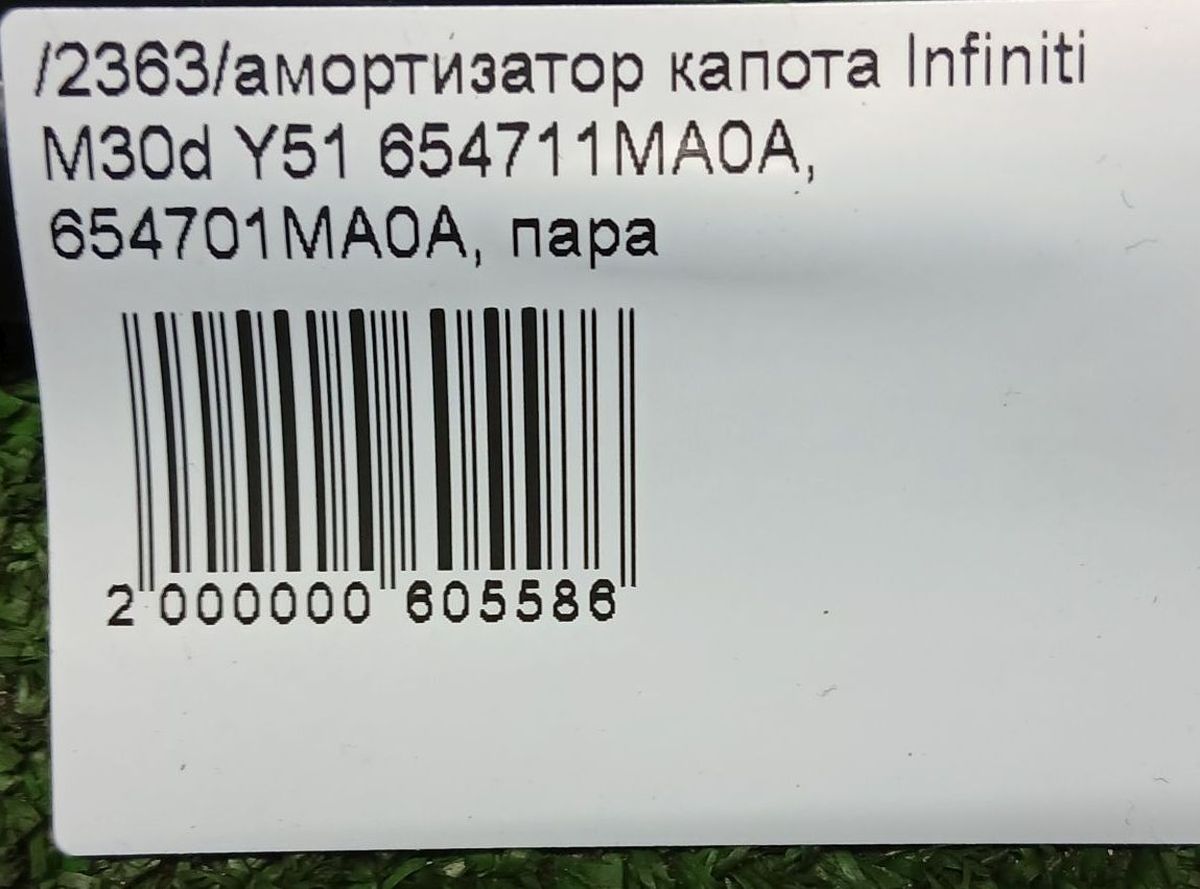 /2363/амортизатор капота Infiniti
M30d Y51 654711MA0A,
654701MA0A, пара
2 000000 605586